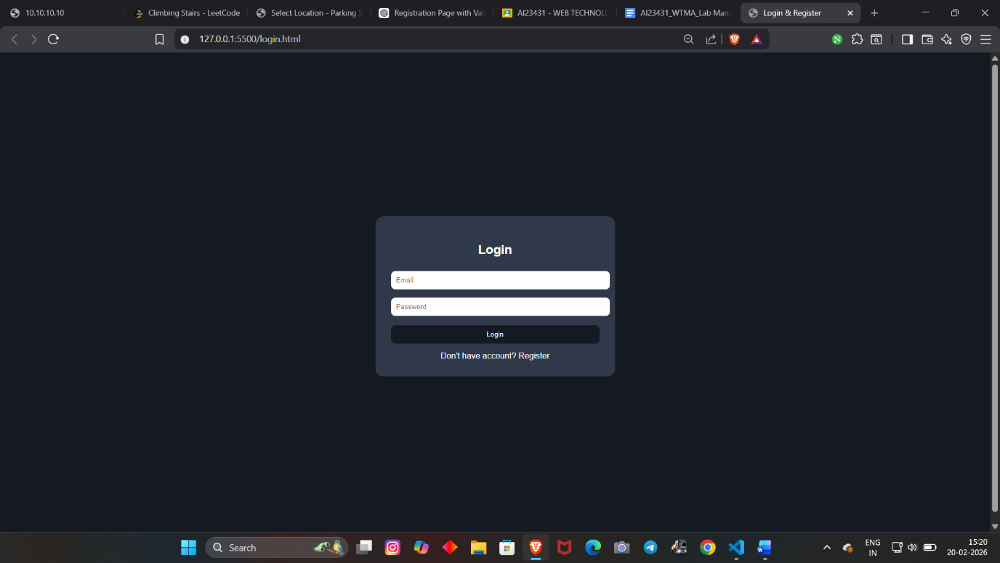 10.10.10.10
Climbing Stairs - LeetCode
Select Location - Parking S
Registration Page with Val
AI23431 - WEB TECHNOLO
AI23431_WTMA_Lab Manu
Login & Register
127.0.0.1:5500/login.html
N
Login
Email
Password
Login
Don't have account? Register
Search
ENG
IN
15:20
20-02-2026